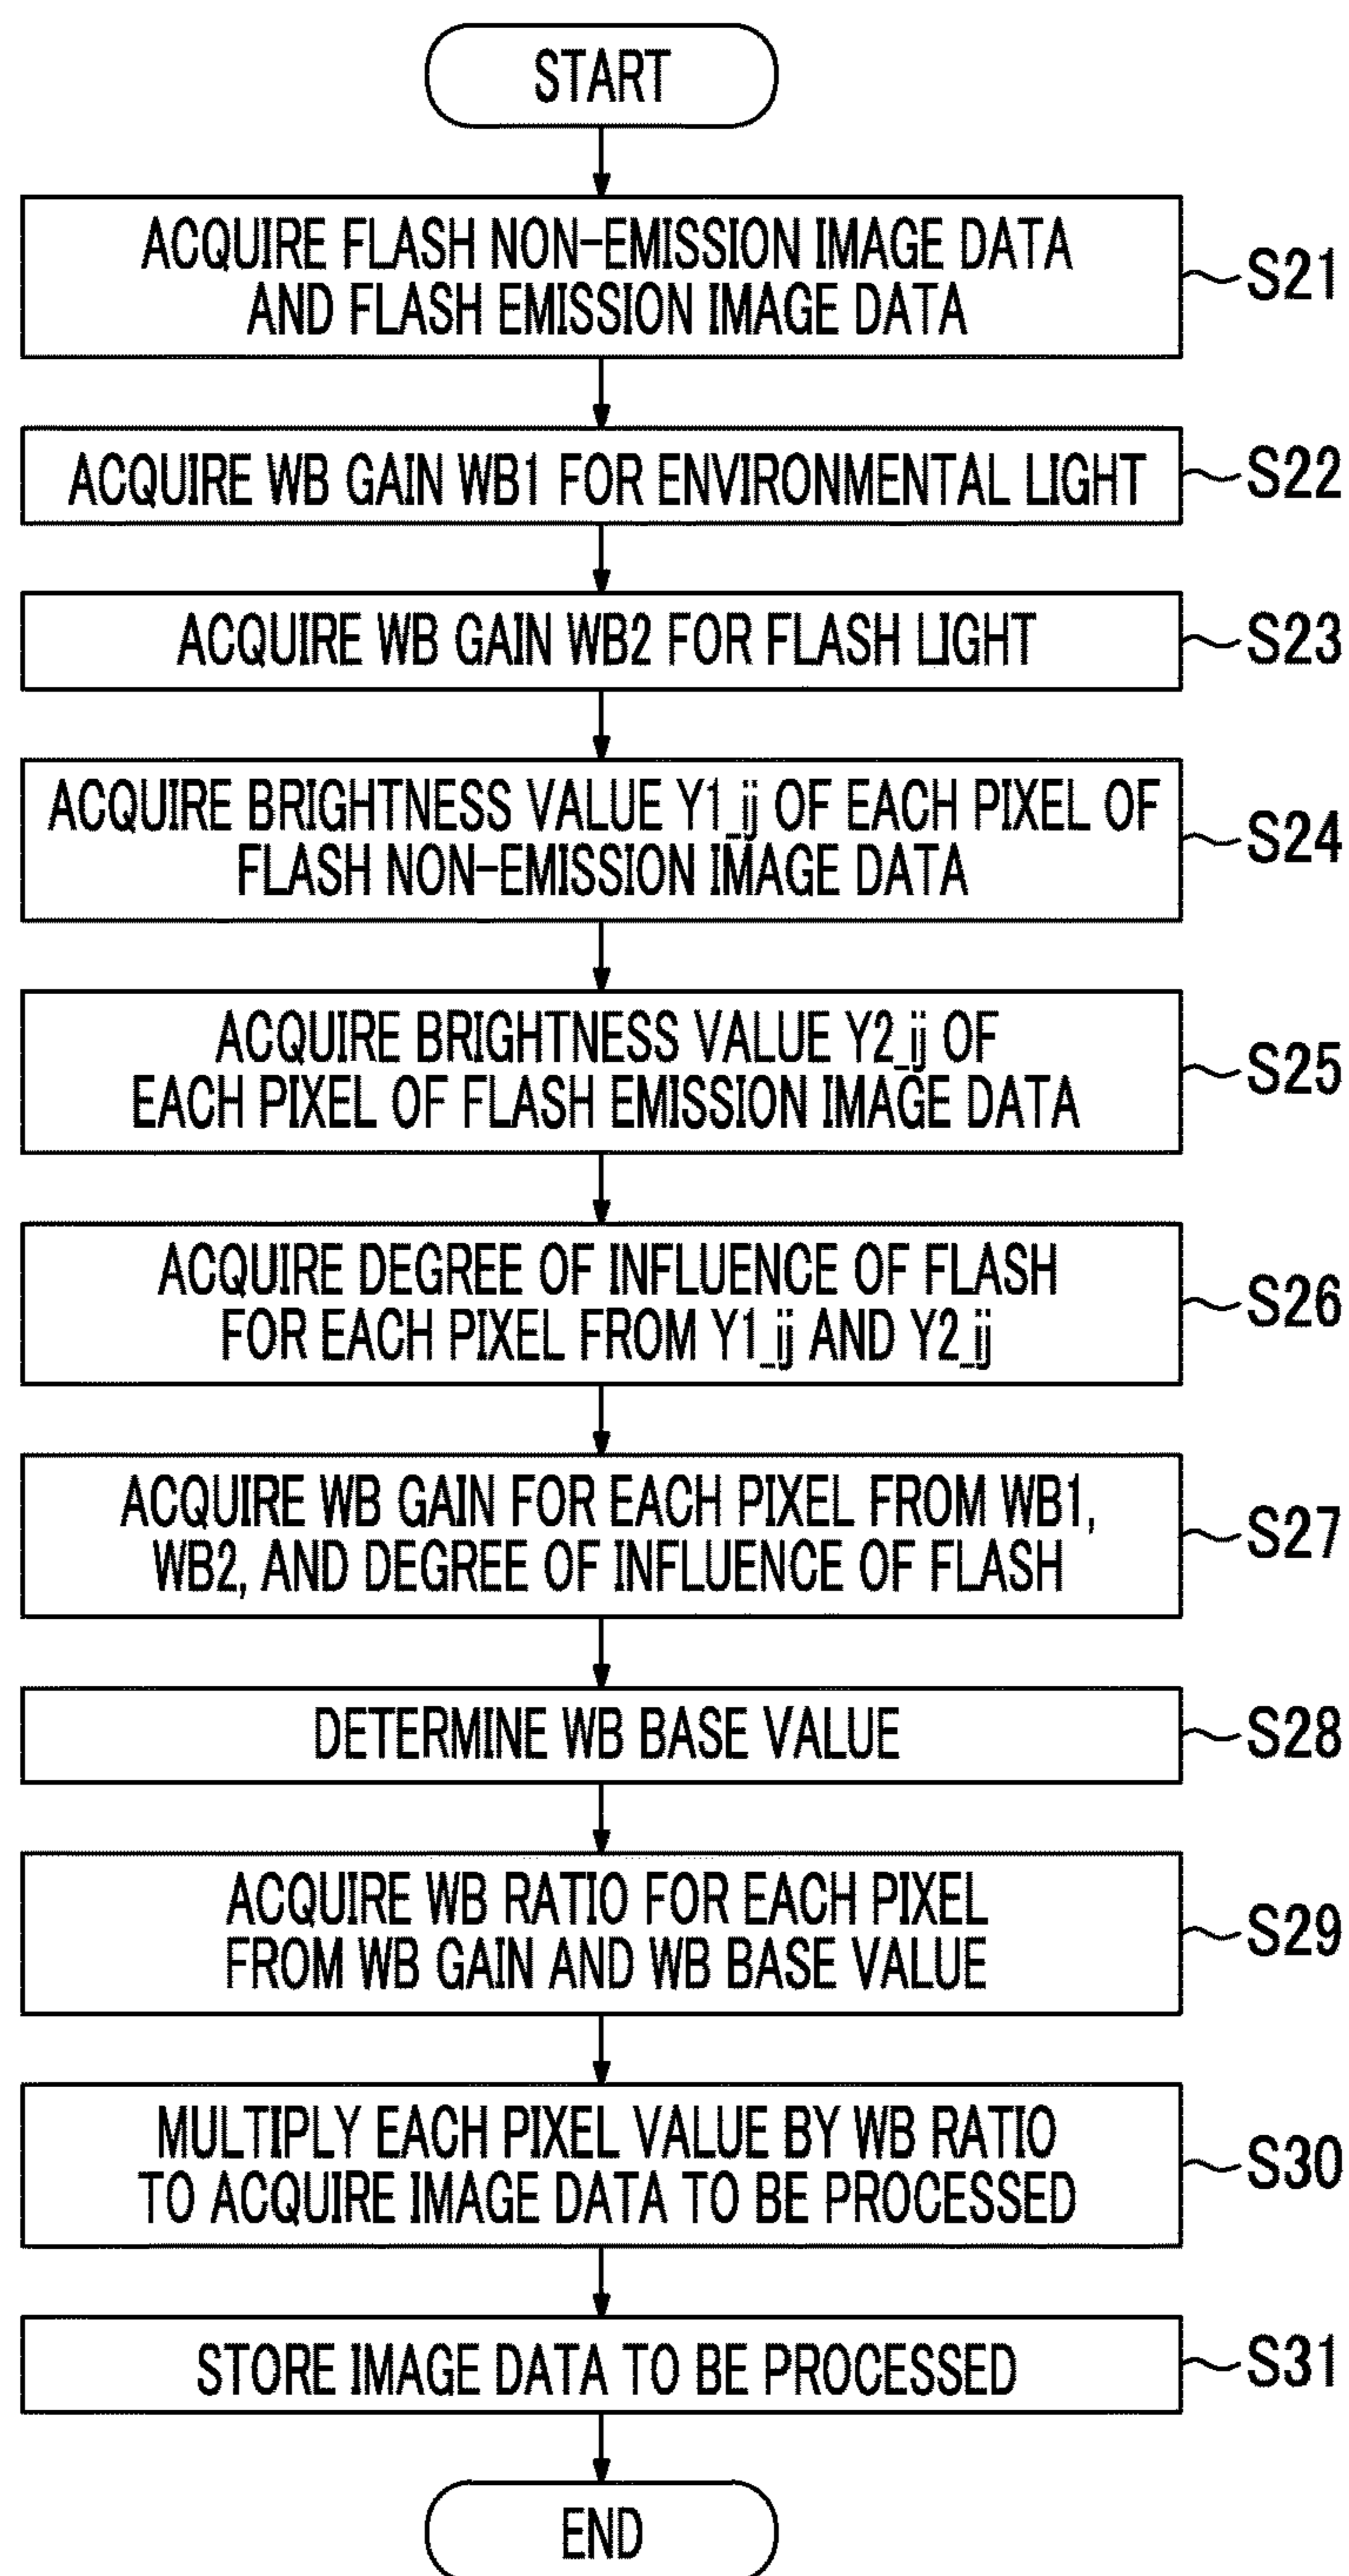 START
ACQUIRE FLASH NON-EMISSION IMAGE DATA
AND FLASH EMISSION IMAGE DATA
S21
ACQUIRE WB GAIN WB1 FOR ENVIRONMENTAL LIGHT
S22
ACQUIRE WB GAIN WB2 FOR FLASH LIGHT
S23
ACQUIRE BRIGHTNESS VALUE Y1_ij OF EACH PIXEL OF
FLASH NON-EMISSION IMAGE DATA
S24
ACQUIRE BRIGHTNESS VALUE Y2_ij OF
EACH PIXEL OF FLASH EMISSION IMAGE DATA
S25
ACQUIRE DEGREE OF INFLUENCE OF FLASH
FOR EACH PIXEL FROM Y1_ij AND Y2_ij
S26
ACQUIRE WB GAIN FOR EACH PIXEL FROM WB1,
WB2, AND DEGREE OF INFLUENCE OF FLASH
S27
DETERMINE WB BASE VALUE
S28
ACQUIRE WB RATIO FOR EACH PIXEL
FROM WB GAIN AND WB BASE VALUE
S29
MULTIPLY EACH PIXEL VALUE BY WB RATIO
TO ACQUIRE IMAGE DATA TO BE PROCESSED
S30
STORE IMAGE DATA TO BE PROCESSED
S31
END